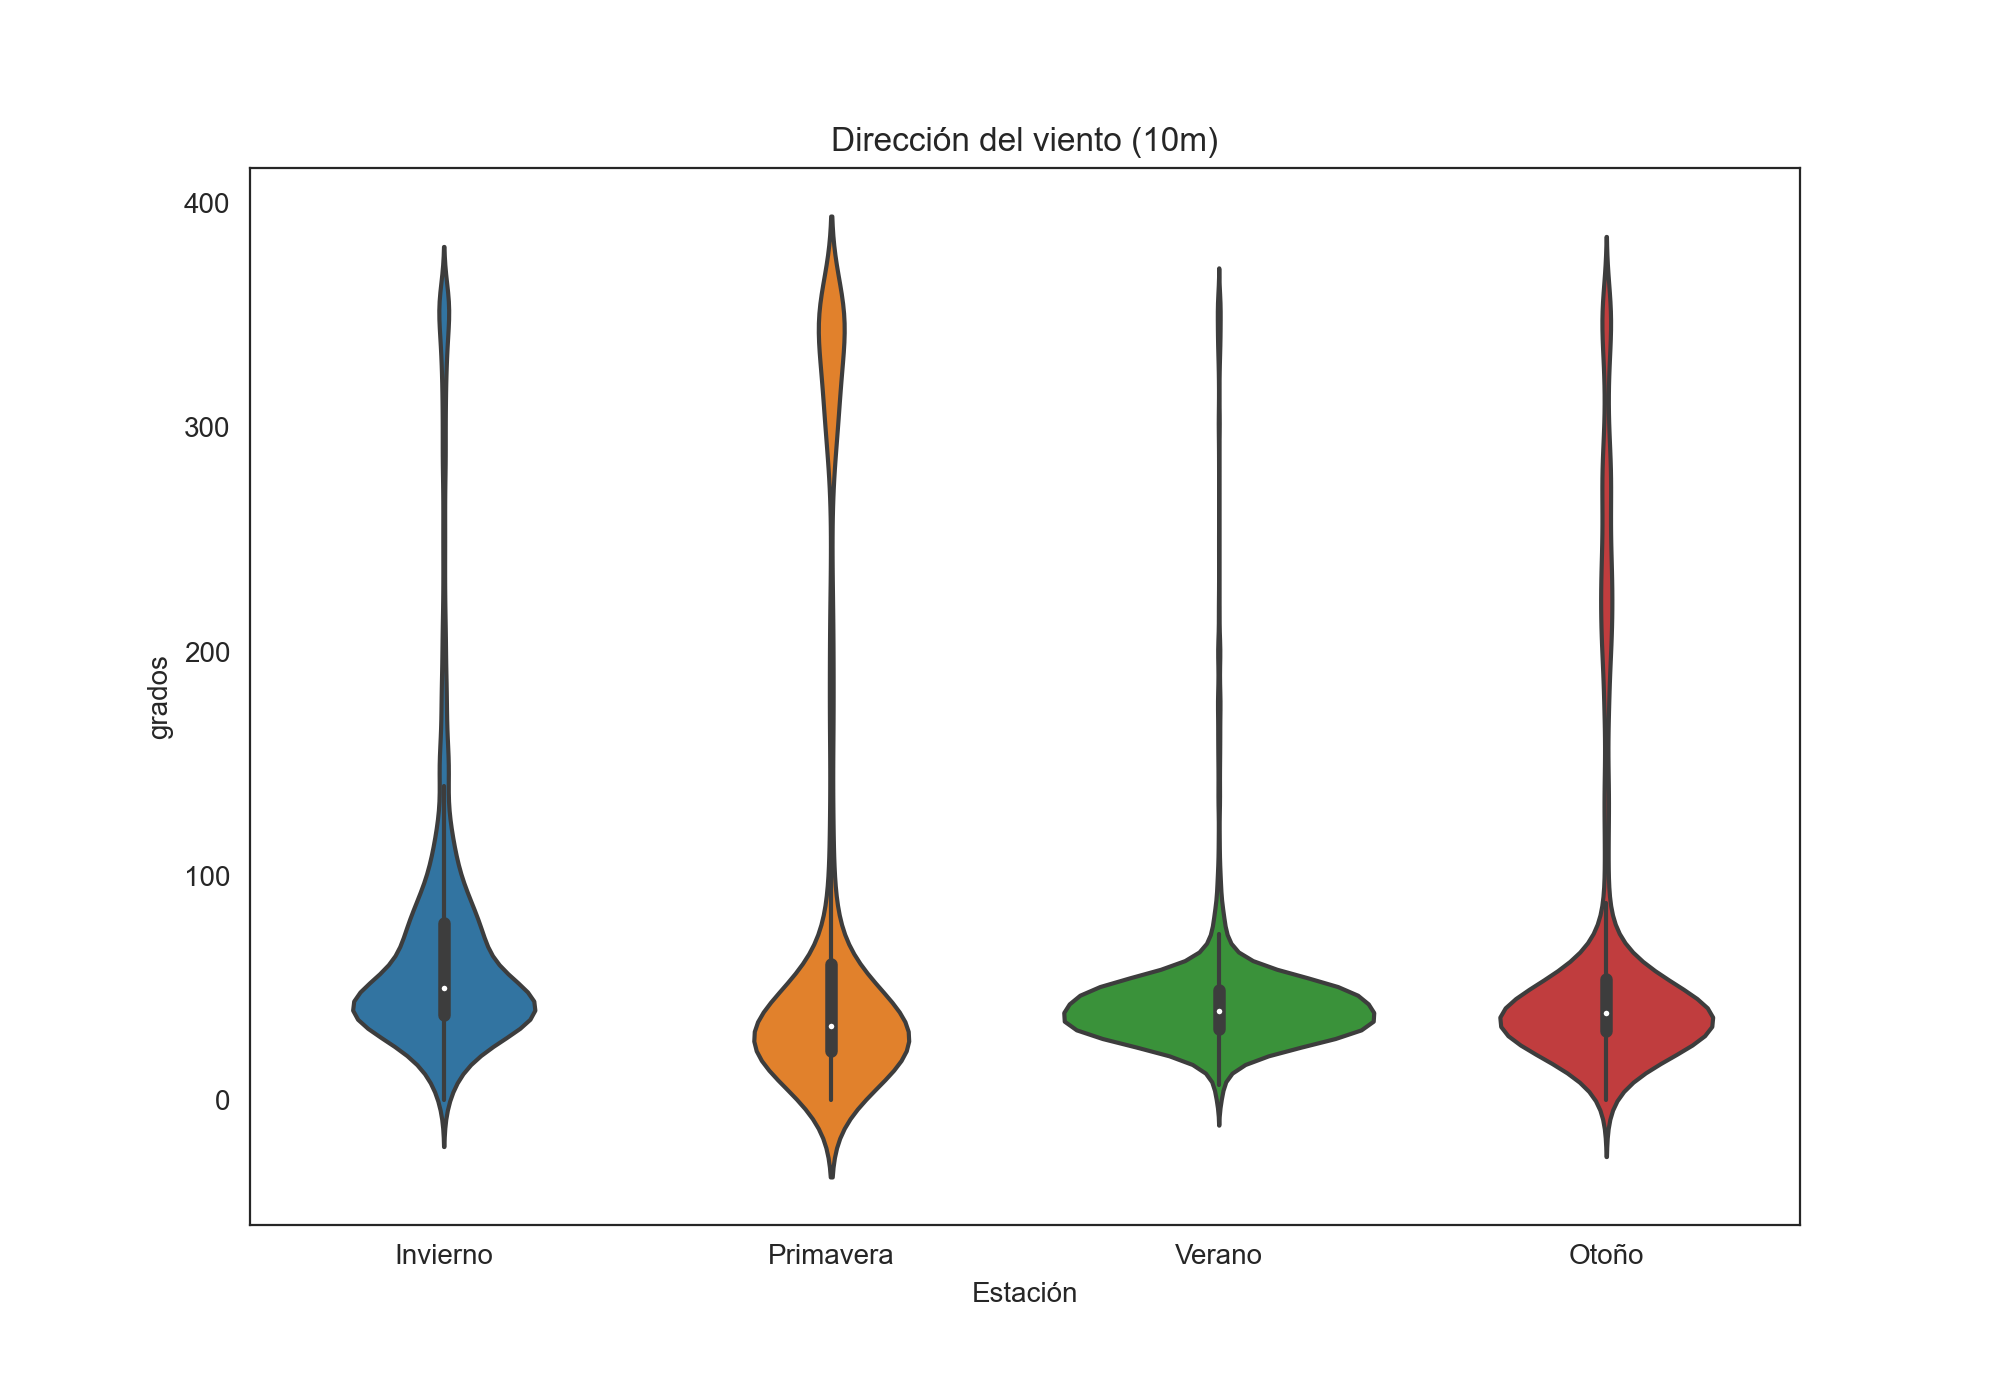 Dirección del viento (10m)
400
300
200
100
0
grados
Invierno
Primavera
Verano
Otoño
Estación